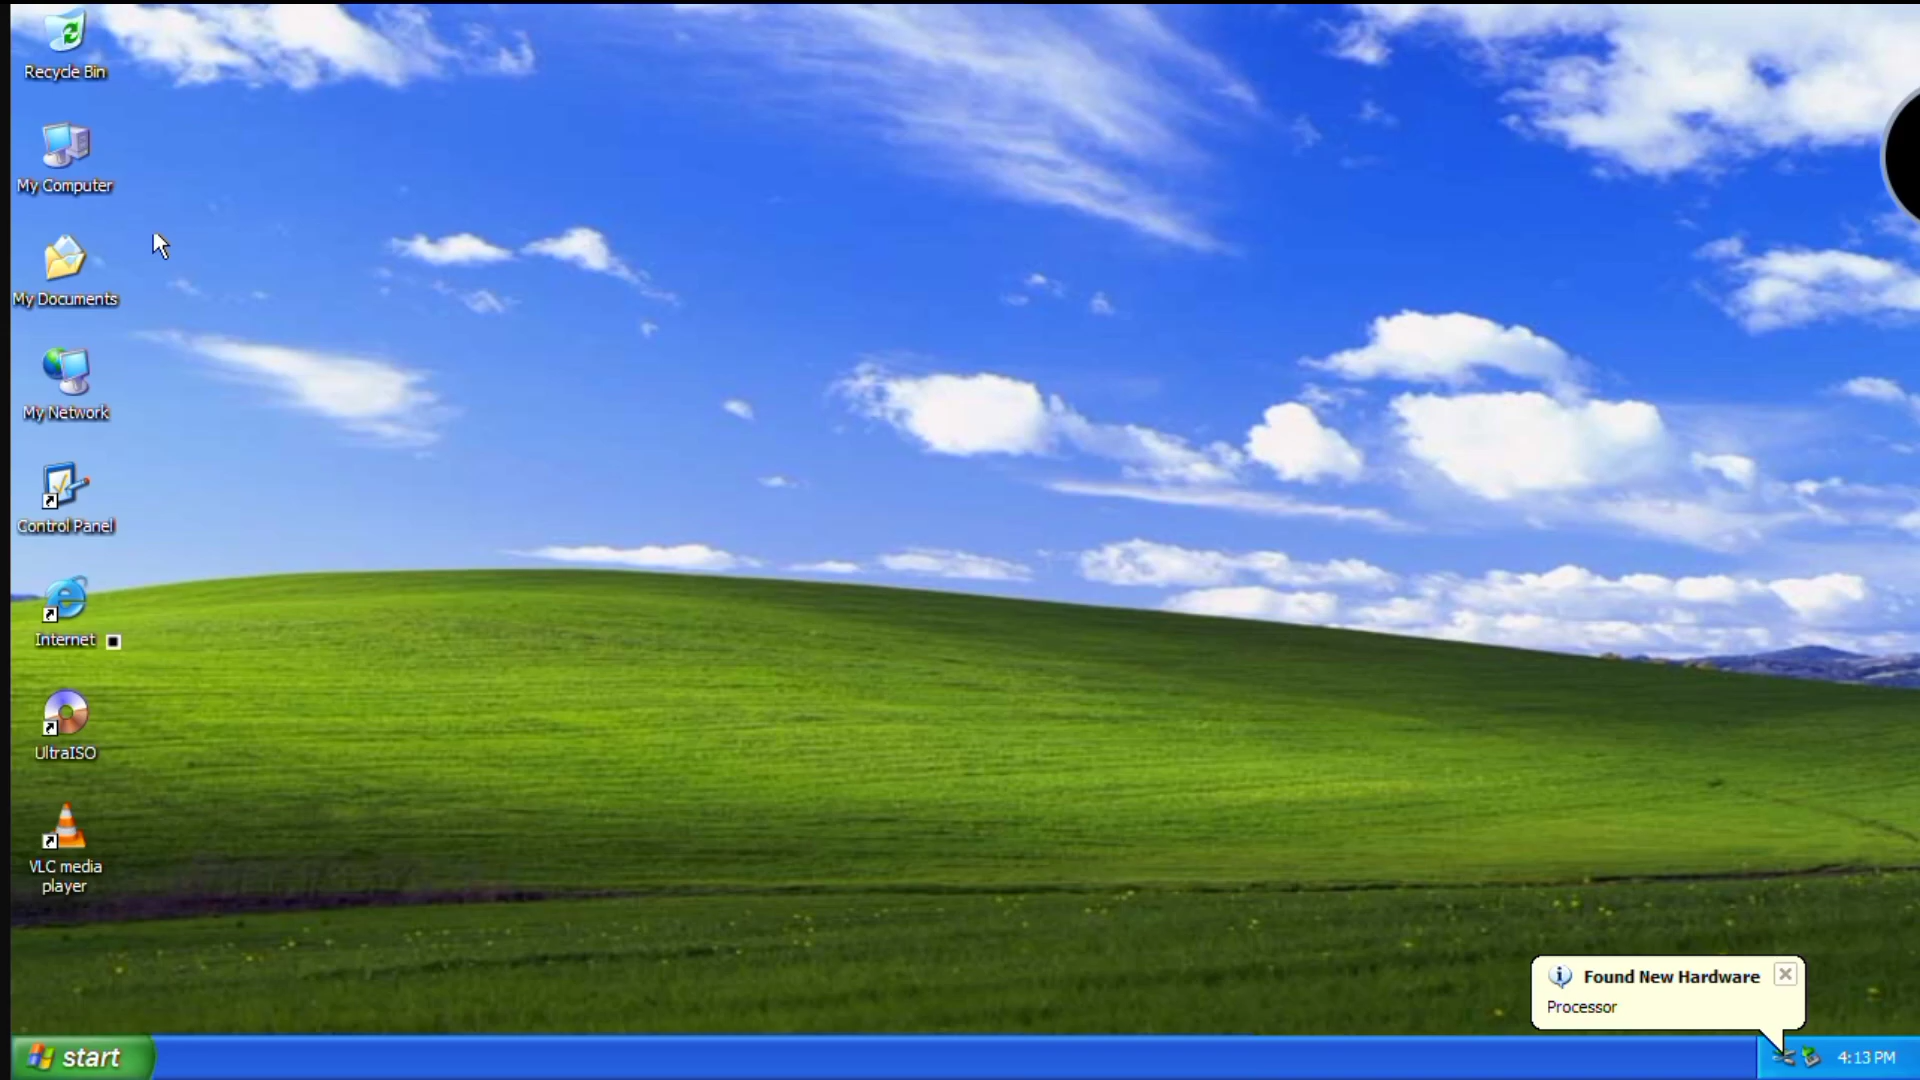 Recycle Bin
My Computer
My Documents
My Network
Control Panel
Internet
UltraISO
VLC media
player
Found New Hardware
Processor
start
4:13 PM